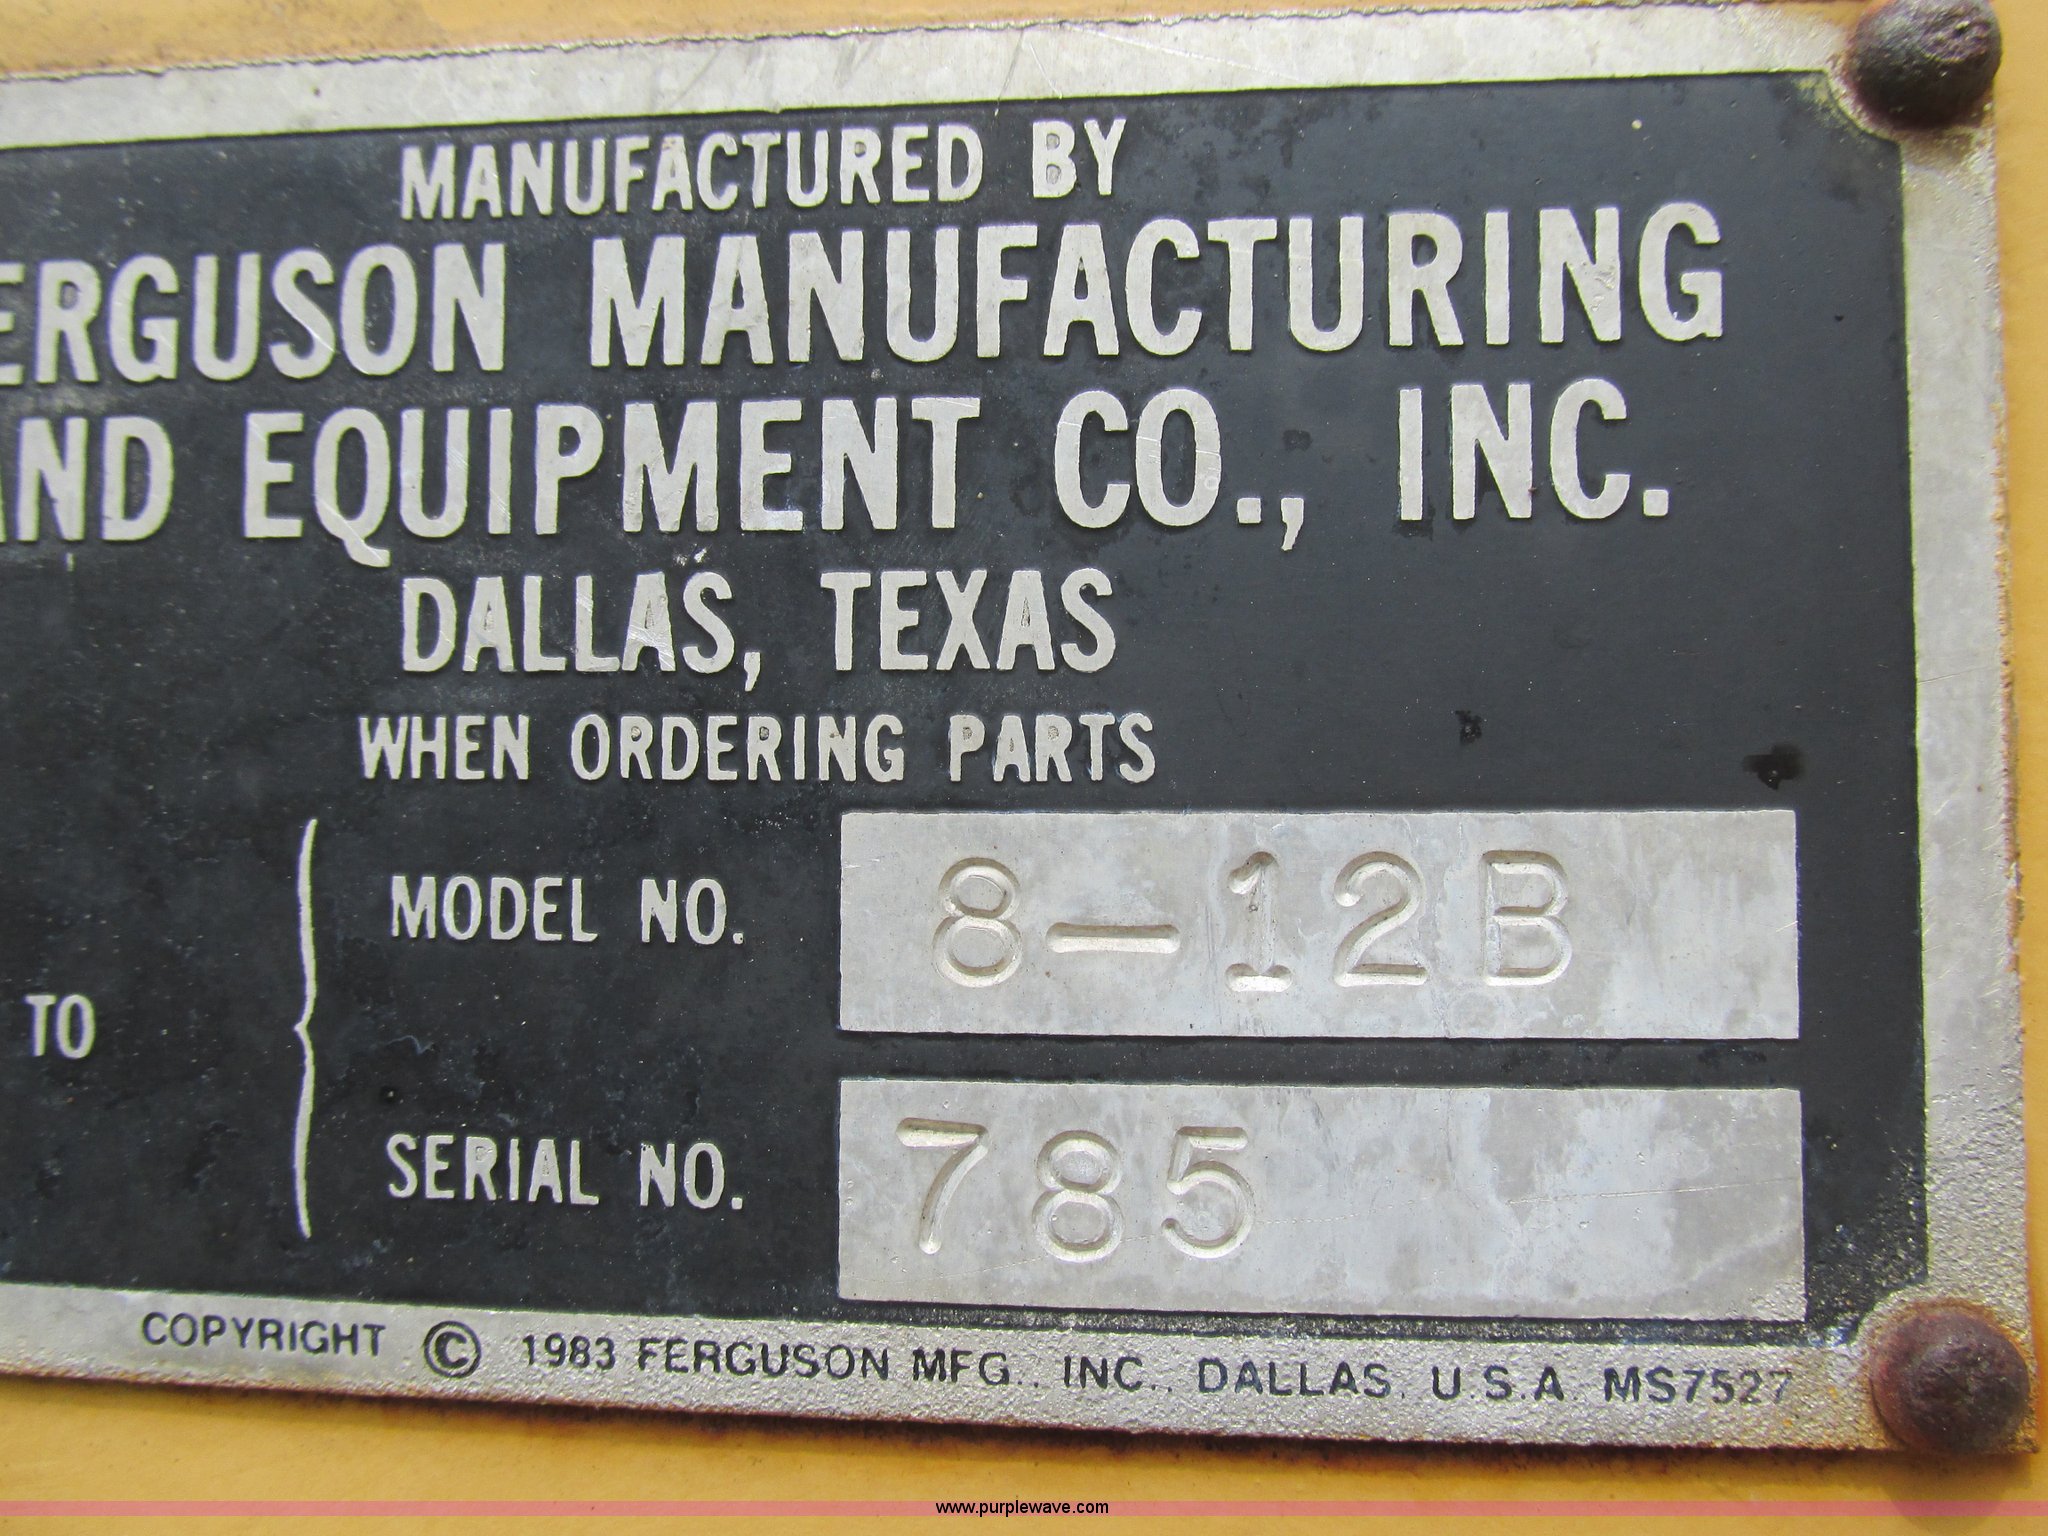 MANUFACTURED BY
ERGUSON MANUFACTURING
AND EQUIPMENT CO., INC.
DALLAS, TEXAS
WHEN ORDERING PARTS
MODEL NO. 8-12B
TO
SERIAL NO. 785
COPYRIGHT © 1983 FERGUSON MFG., INC., DALLAS, U.S.A. MS7527
www.purplewave.com